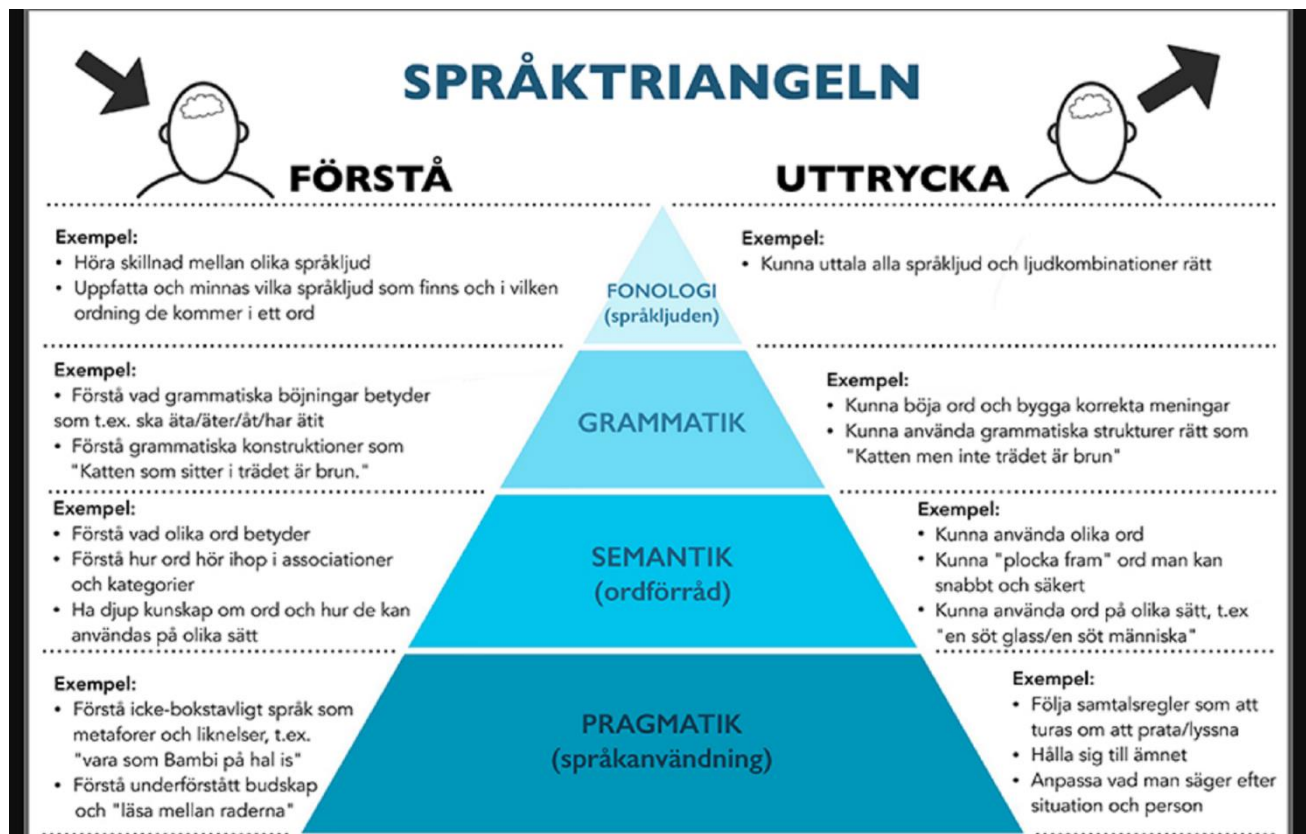 SPRÅKTRIANGELN
FÖRSTÅ
UTTRYCKA
Exempel:
• Höra skillnad mellan olika språkljud
• Uppfatta och minnas vilka språkljud som finns och i vilken
ordning de kommer i ett ord
FONOLOGI
(språkljuden)
Exempel:
• Kunna uttala alla språkljud och ljudkombinationer rätt
Exempel:
• Förstå vad grammatiska böjningar betyder
som t.ex. ska äta/äter/åt/har ätit
• Förstå grammatiska konstruktioner som
"Katten som sitter i trädet är brun."
GRAMMATIK
Exempel:
• Kunna böja ord och bygga korrekta meningar
• Kunna använda grammatiska strukturer rätt som
"Katten men inte trädet är brun"
Exempel:
• Förstå vad olika ord betyder
• Förstå hur ord hör ihop i associationer
och kategorier
• Ha djup kunskap om ord och hur de kan
användas på olika sätt
SEMANTIK
(ordförråd)
Exempel:
• Kunna använda olika ord
• Kunna "plocka fram" ord man kan
snabbt och säkert
• Kunna använda ord på olika sätt, t.ex
"en söt glass/en söt människa"
Exempel:
• Förstå icke-bokstavligt språk som
metaforer och liknelser, t.ex.
"vara som Bambi på hal is"
• Förstå underförstått budskap
och "läsa mellan raderna"
PRAGMATIK
(språkanvändning)
Exempel:
• Följa samtalsregler som att
turas om att prata/lyssna
• Hålla sig till ämnet
• Anpassa vad man säger efter
situation och person